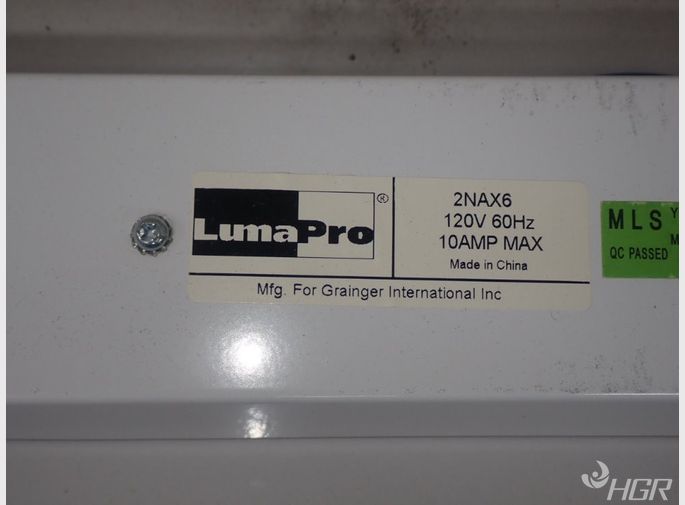 LumaPro®
2NAX6
120V 60Hz
10AMP MAX
Made in China
Mfg. For Grainger International Inc
MLS
QC PASSED
HGR